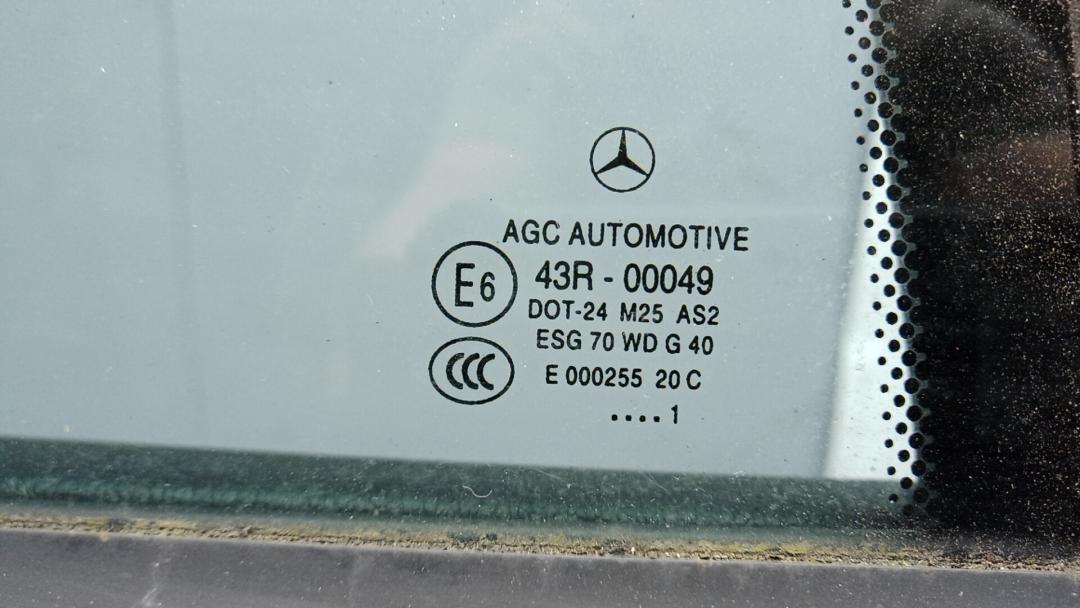 AGC AUTOMOTIVE
E6
43R - 00049
DOT-24 M25 AS2
ESG 70 WD G 40
CCC
E 000255 20 C
....1